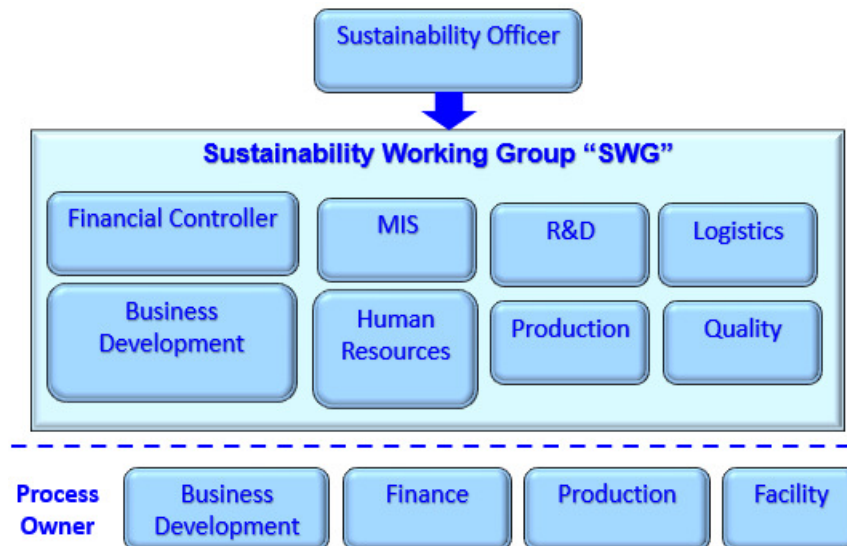 Sustainability Officer
Sustainability Working Group “SWG”
Financial Controller
MIS
R&D
Logistics
Business
Development
Human
Resources
Production
Quality
Process
Owner
Business
Development
Finance
Production
Facility